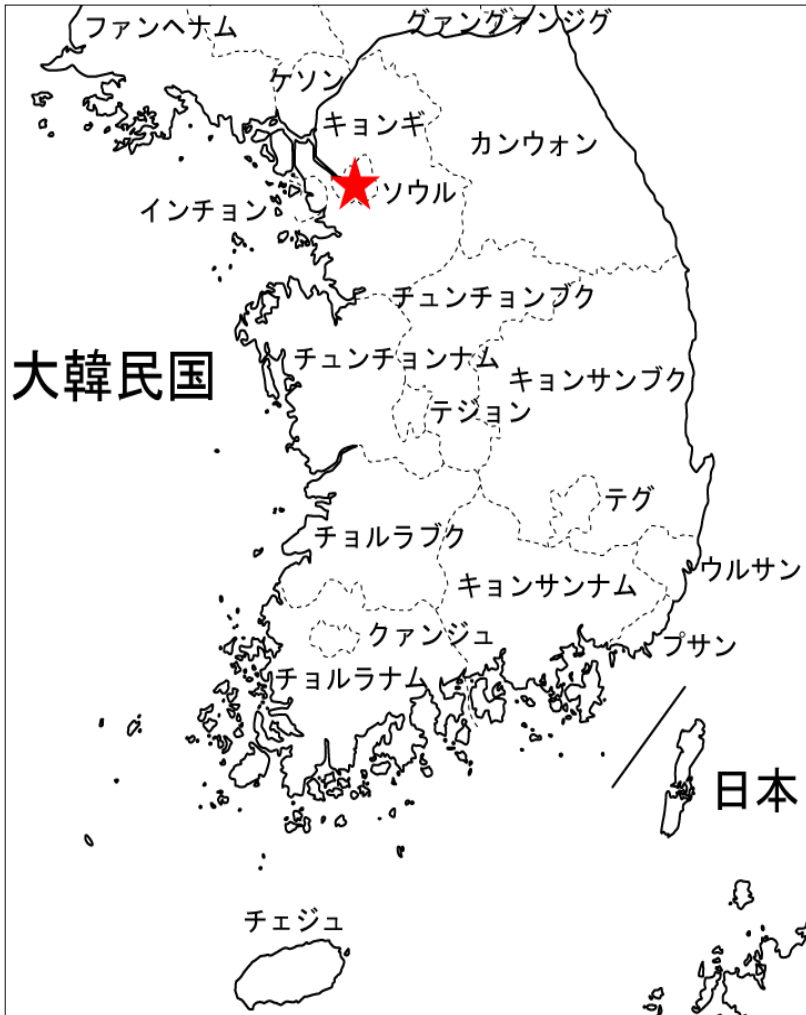 ファンヘナム
グァングァンジグ
ケソン
キョンギ
カンウォン
インチョン
ソウル
チュンチョンブク
大韓民国
チュンチョンナム
キョンサンブク
テジョン
テグ
チョルラブク
ウルサン
キョンサンナム
クァンジュ
プサン
チョルラナム
日本
チェジュ